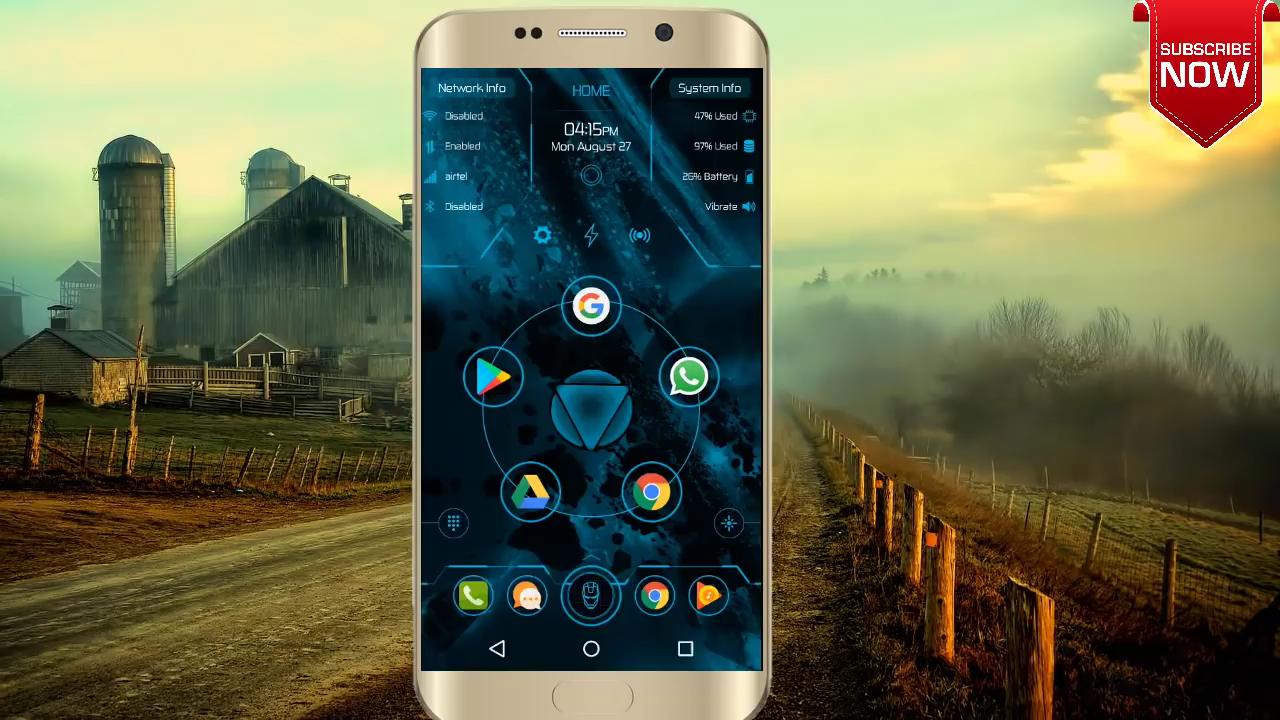 SUBSCRIBE
NOW
Network Info
HOME
System Info
Disabled
04:15PM
47% Used
Enabled
Mon August 27
97% Used
airtel
26% Battery
Disabled
Vibrate